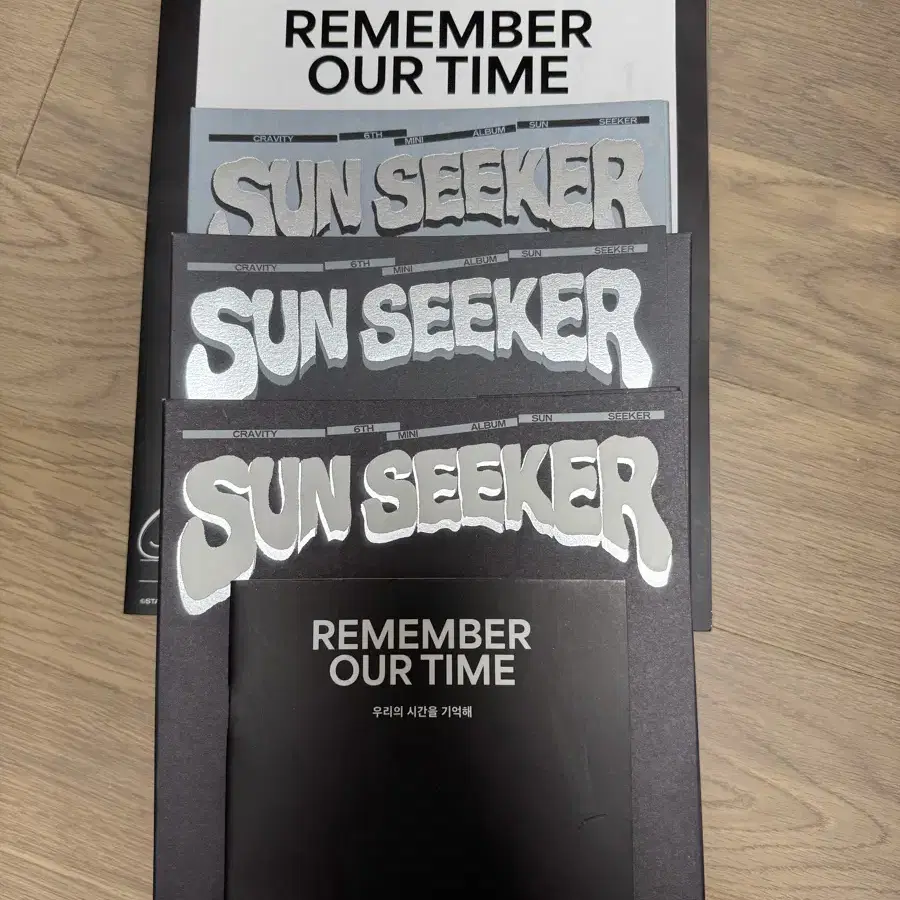 REMEMBER
OUR TIME
CRAVITY 6TH MINI ALBUM SUN SEEKER
SUN SEEKER
CRAVITY 6TH MINI ALBUM SUN SEEKER
SUN SEEKER
CRAVITY 6TH MINI ALBUM SUN SEEKER
SUN SEEKER
©STA
REMEMBER
OUR TIME
우리의 시간을 기억해